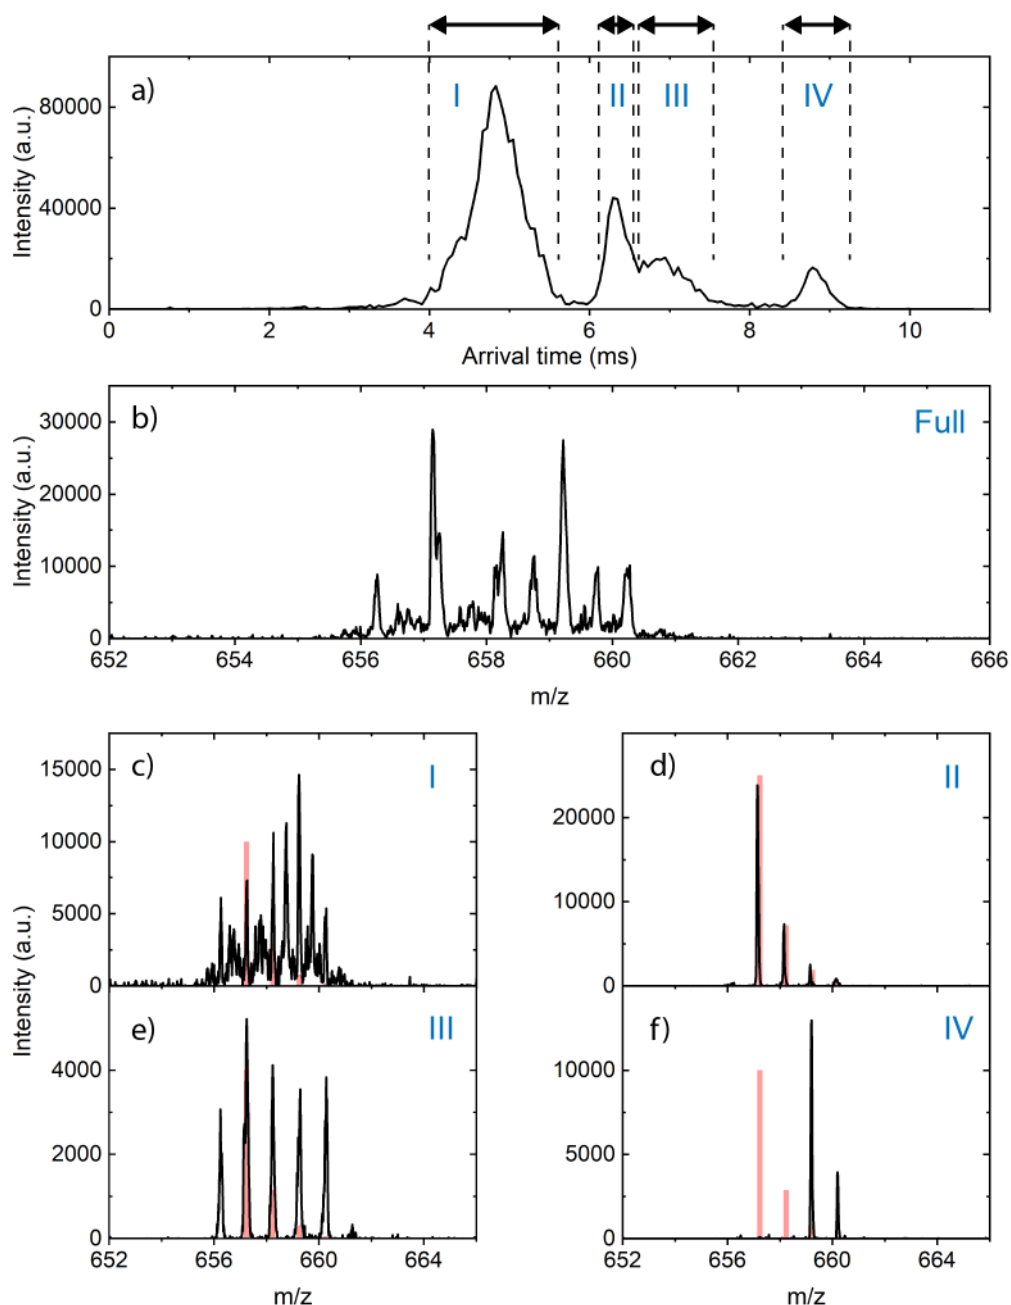 I II III IV
a)
Intensity (a.u.)
80000
40000
0
0 2 4 6 8 10
Arrival time (ms)
b)
Full
Intensity (a.u.)
30000
20000
10000
0
652 654 656 658 660 662 664 666
m/z
c)
I
15000
10000
5000
0
d)
II
20000
10000
0
Intensity (a.u.)
e)
III
4000
2000
0
652 656 660 664
m/z
f)
IV
10000
5000
0
652 656 660 664
m/z